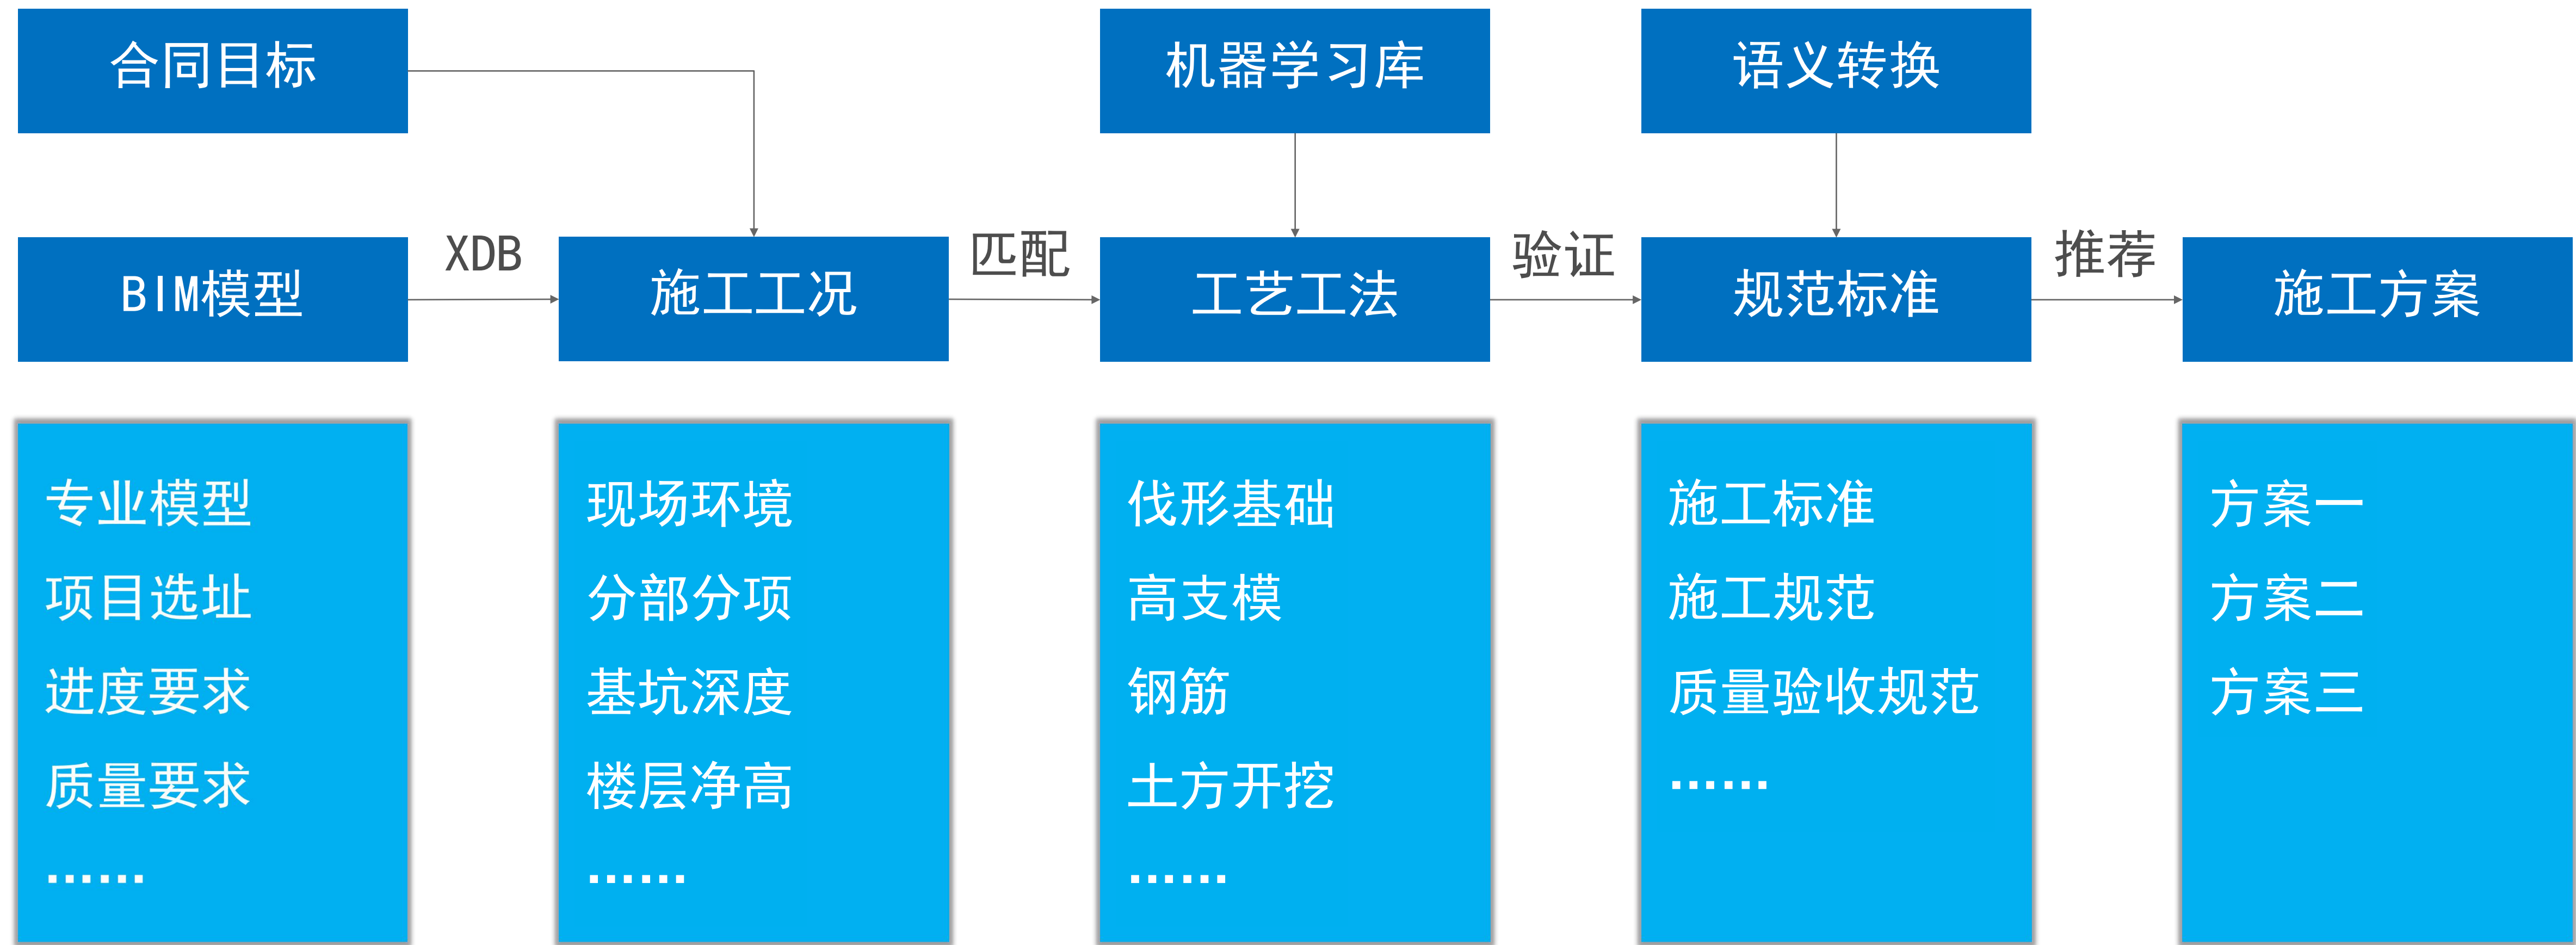 合同目标
机器学习库
语义转换
BIM模型
XDB
施工工况
匹配
工艺工法
验证
规范标准
推荐
施工方案
专业模型
项目选址
进度要求
质量要求
……
现场环境
分部分项
基坑深度
楼层净高
……
伐形基础
高支模
钢筋
土方开挖
……
施工标准
施工规范
质量验收规范
……
方案一
方案二
方案三